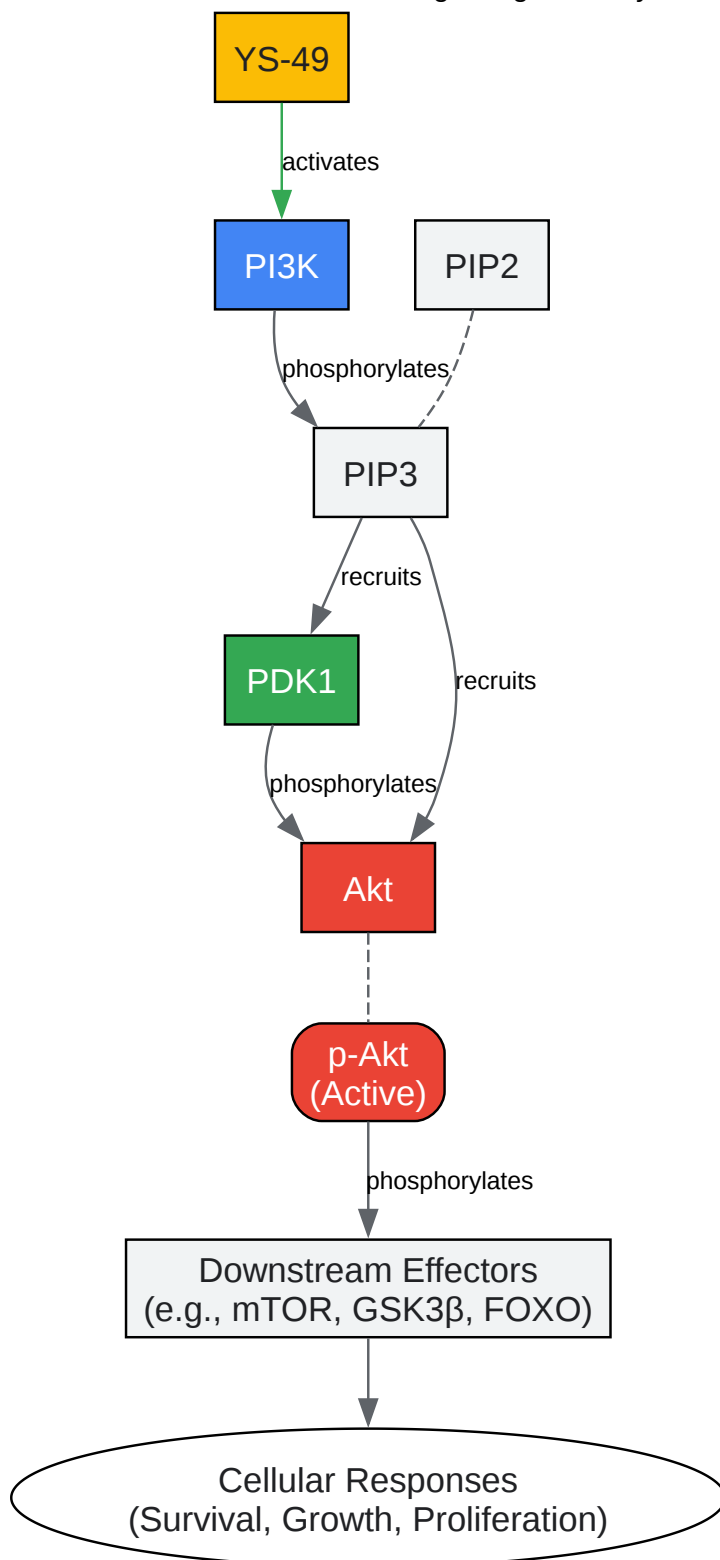 YS-49
activates
PI3K
PIP2
phosphorylates
PIP3
recruits
PDK1
recruits
phosphorylates
Akt
p-Akt
(Active)
phosphorylates
Downstream Effectors
(e.g., mTOR, GSK3β, FOXO)
Cellular Responses
(Survival, Growth, Proliferation)